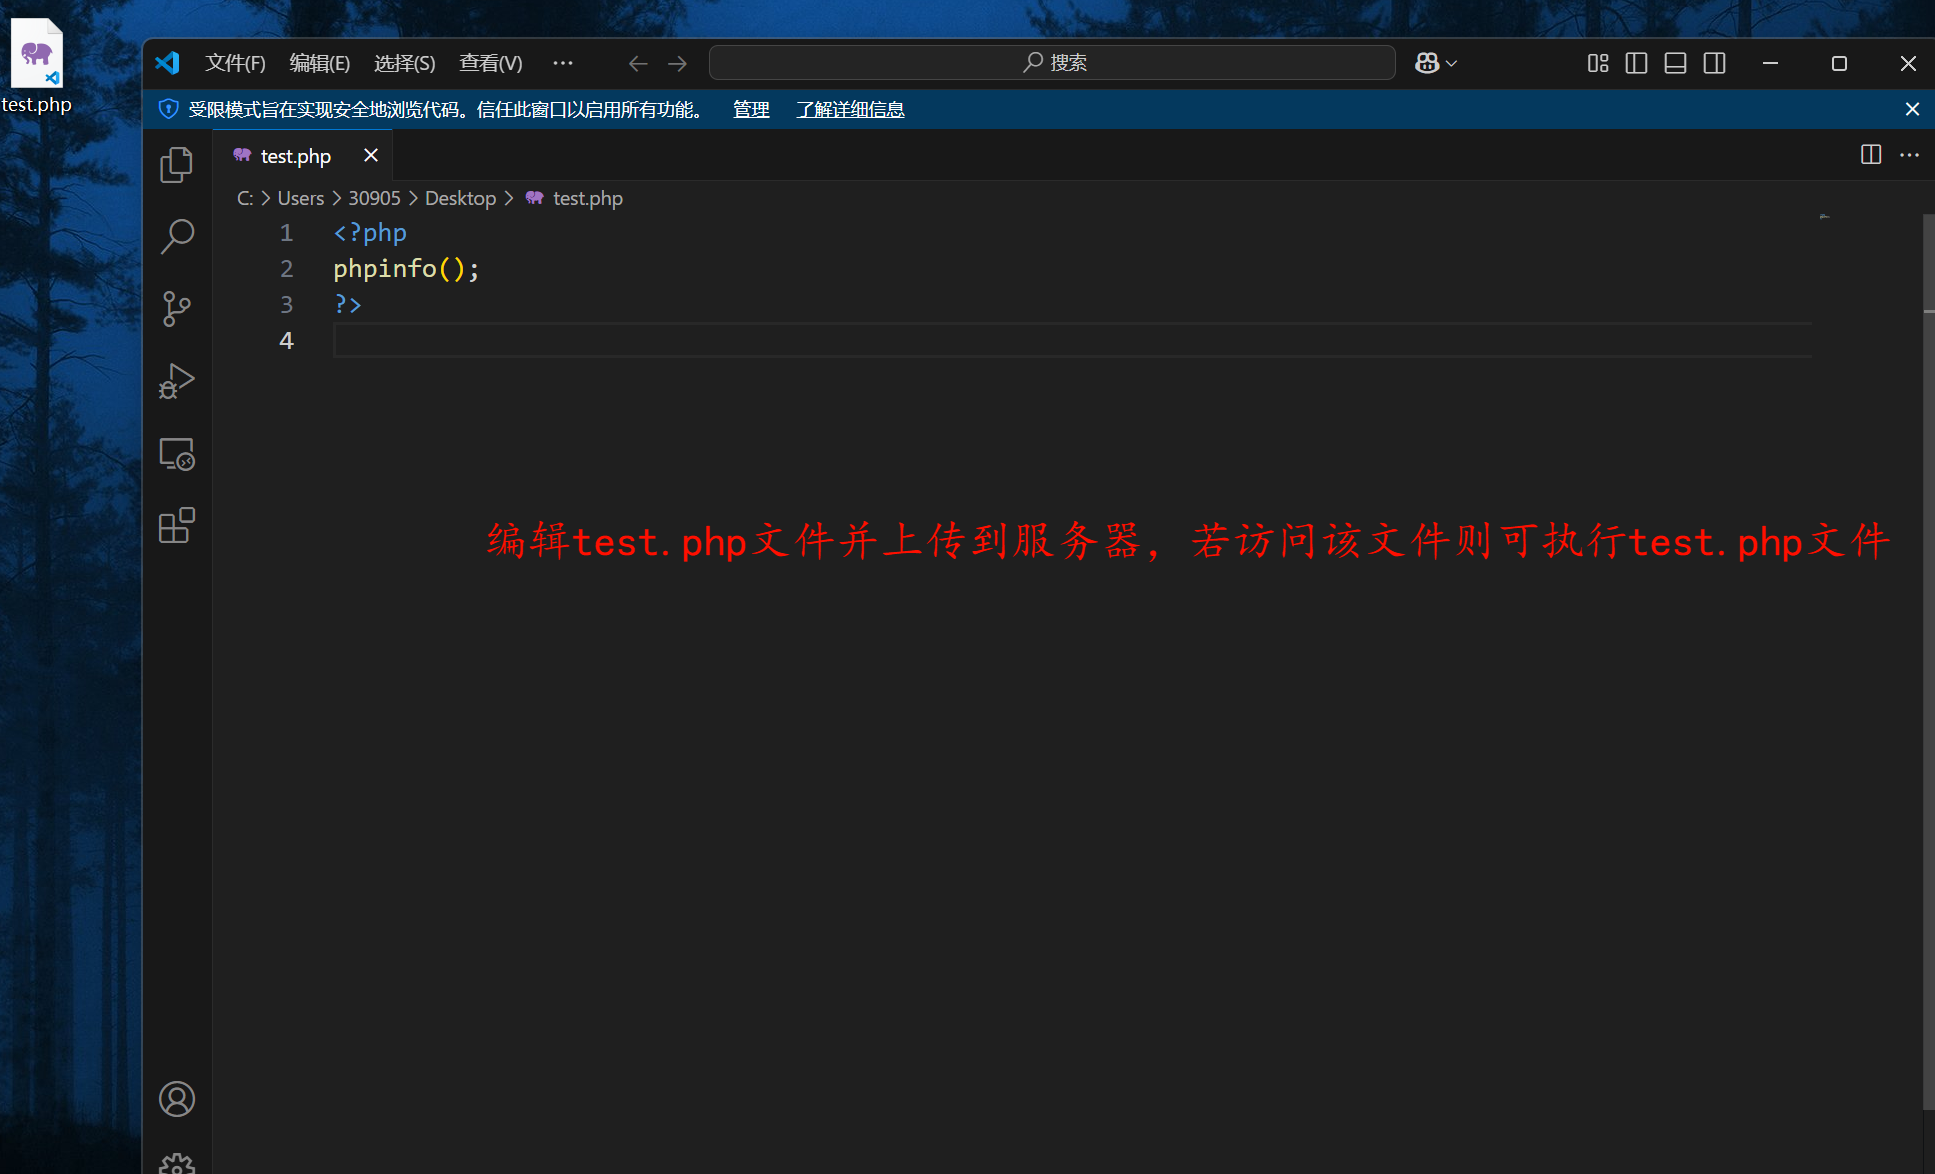 test.php
文件(F) 编辑(E) 选择(S) 查看(V) ··· 搜索
受限模式旨在实现安全地浏览代码。信任此窗口以启用所有功能。 管理 了解详细信息
test.php
C: > Users > 30905 > Desktop > test.php
1 <?php
2 phpinfo();
3 ?>
4
编辑test.php文件并上传到服务器，若访问该文件则可执行test.php文件